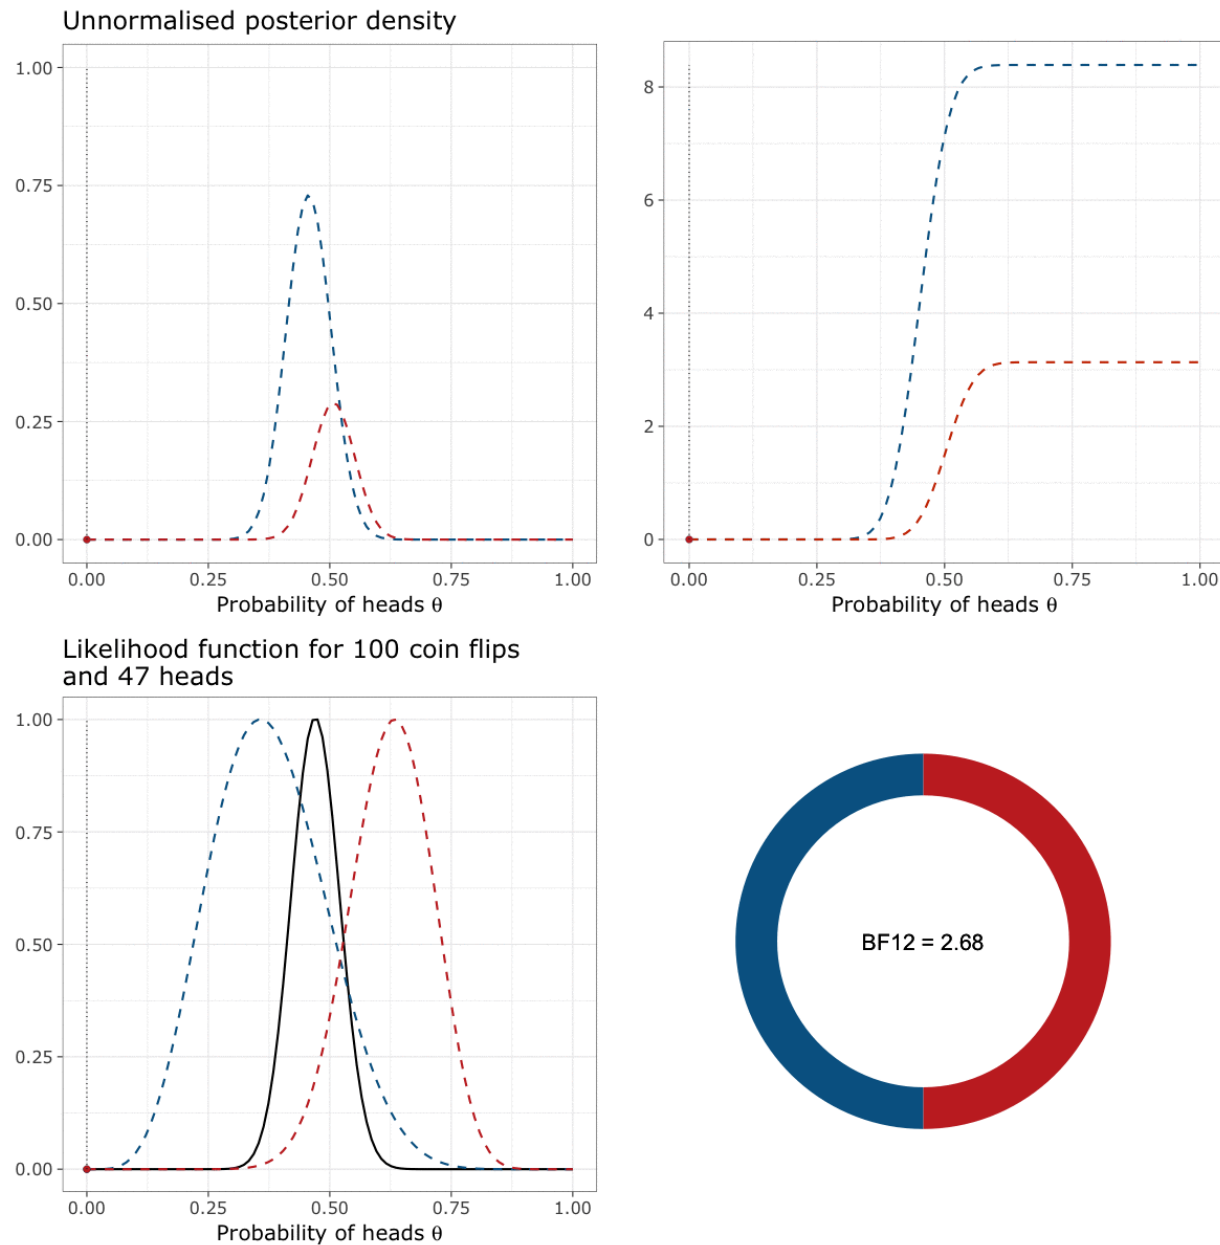 Unnormalised posterior density
1.00
0.75
0.50
0.25
0.00
0.00 0.25 0.50 0.75 1.00
Probability of heads θ
8
6
4
2
0
0.00 0.25 0.50 0.75 1.00
Probability of heads θ
Likelihood function for 100 coin flips
and 47 heads
1.00
0.75
0.50
0.25
0.00
0.00 0.25 0.50 0.75 1.00
Probability of heads θ
BF12 = 2.68